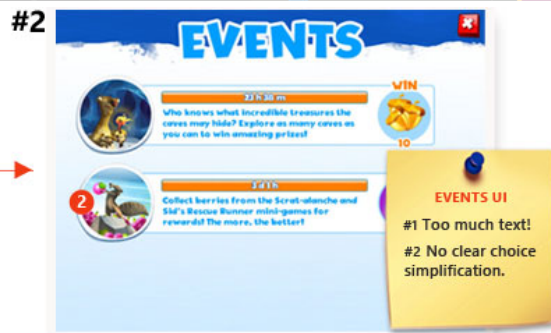 #2
EVENTS
WIN
23 h 38 m
Who knows what incredible treasures the
caves may hide? Explore as many caves as
you can to win amazing prizes!
10
2
3 d 1 h
Collect berries from the Scrat-alanche and
Sid's Rescue Runner mini-games for
rewards! The more, the better!
EVENTS UI
#1 Too much text!
#2 No clear choice
simplification.